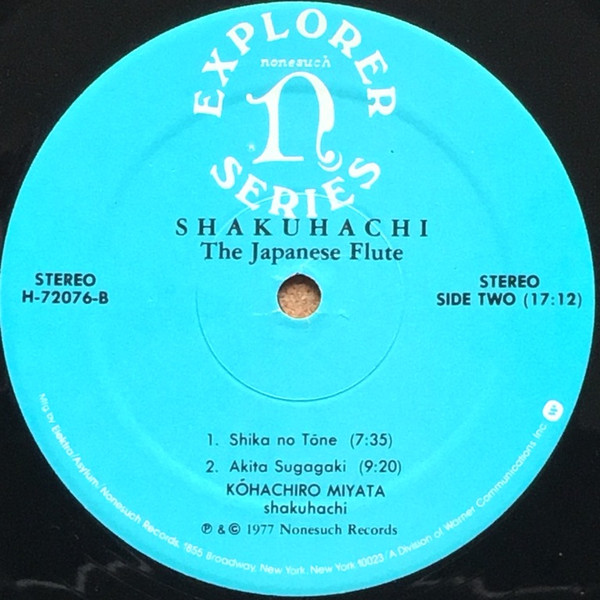 EXPLORER
nonesuch
n
SERIES
SHAKUHACHI
The Japanese Flute
STEREO
H-72076-B
STEREO
SIDE TWO (17:12)
1. Shika no Tōne (7:35)
2. Akita Sugagaki (9:20)
KŌHACHIRO MIYATA
shakuhachi
℗ & © 1977 Nonesuch Records
Mfg. by Elektra/Asylum, Nonesuch Records, 1855 Broadway, New York, New York 10023/A Division of Warner Communications Inc.